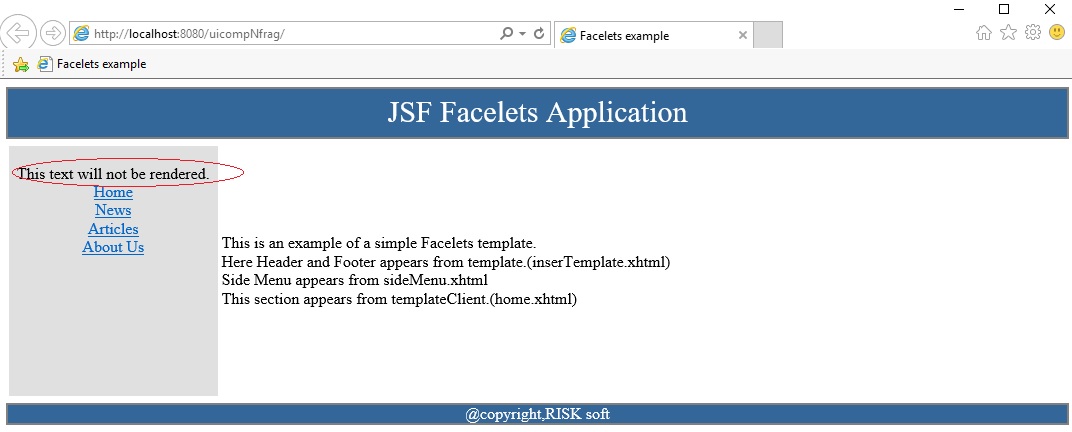 http://localhost:8080/uicompNfrag/
Facelets example
Facelets example
JSF Facelets Application
This text will not be rendered.
Home
News
Articles
About Us
This is an example of a simple Facelets template.
Here Header and Footer appears from template.(inserTemplate.xhtml)
Side Menu appears from sideMenu.xhtml
This section appears from templateClient.(home.xhtml)
@copyright,RISK soft